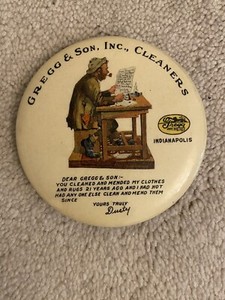 GREGG & SON, INC., CLEANERS
Gregg
INDIANAPOLIS
DEAR GREGG & SON:-
YOU CLEANED AND MENDED MY CLOTHES
AND RUGS 21 YEARS AGO AND I HAD NOT
HAD ANY ONE ELSE CLEAN AND MEND THEM
SINCE
YOURS TRULY
Dusty